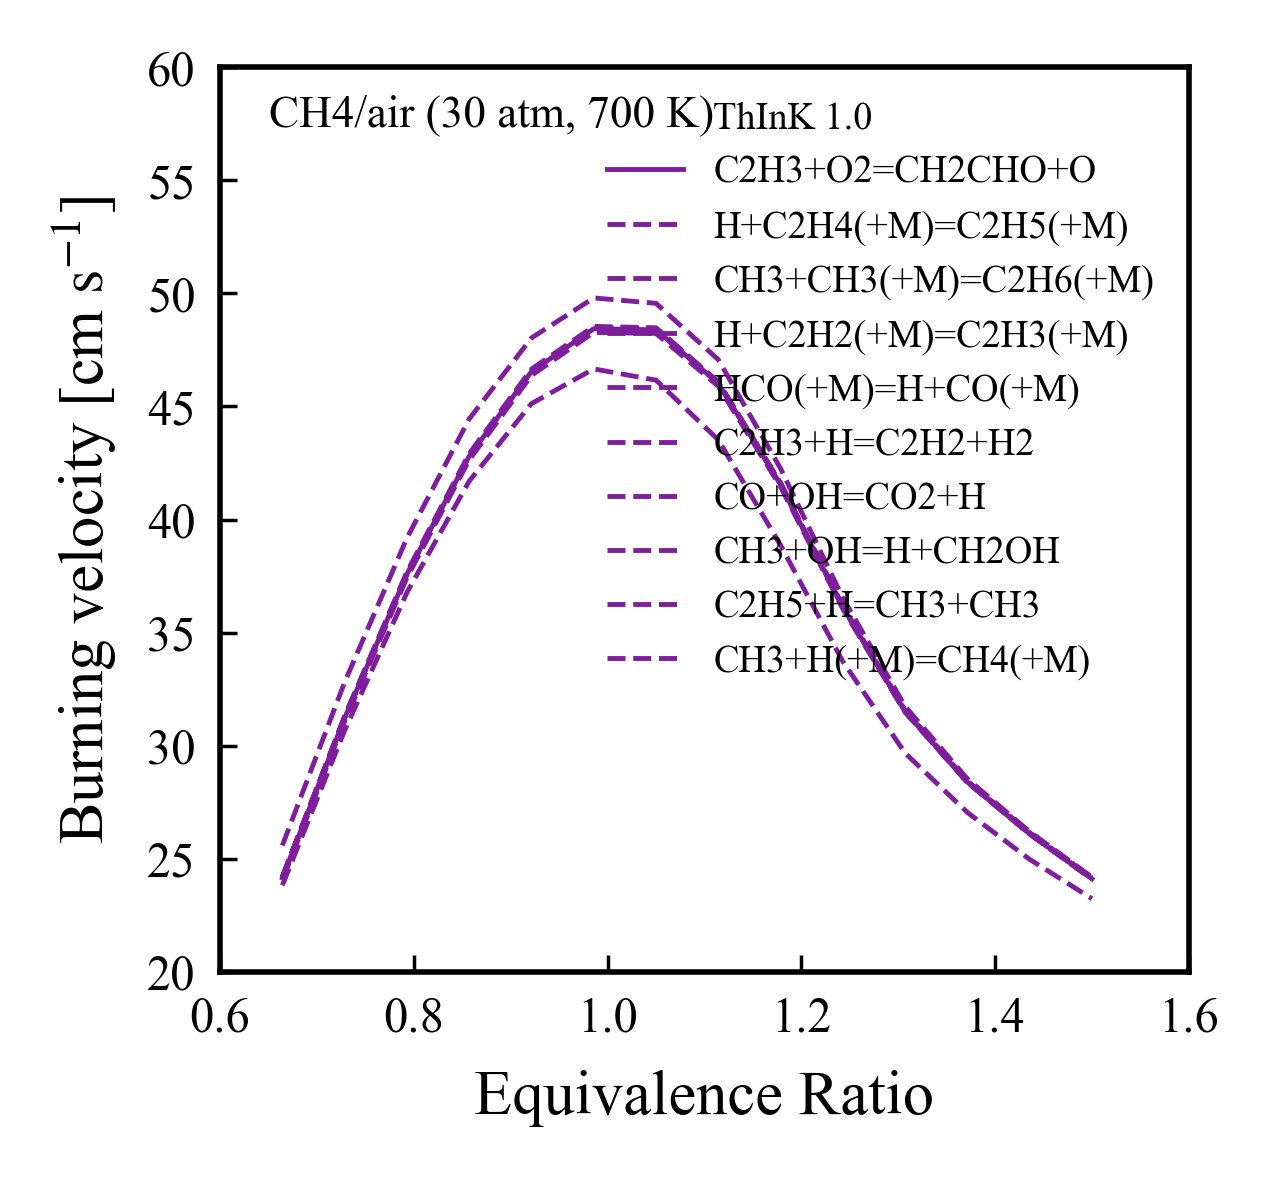 60
55
50
45
40
35
30
25
20
Burning velocity [cm s⁻¹]
CH4/air (30 atm, 700 K)
ThInK 1.0
C2H3+O2=CH2CHO+O
H+C2H4(+M)=C2H5(+M)
CH3+CH3(+M)=C2H6(+M)
H+C2H2(+M)=C2H3(+M)
HCO(+M)=H+CO(+M)
C2H3+H=C2H2+H2
CO+OH=CO2+H
CH3+OH=H+CH2OH
C2H5+H=CH3+CH3
CH3+H(+M)=CH4(+M)
0.6 0.8 1.0 1.2 1.4 1.6
Equivalence Ratio